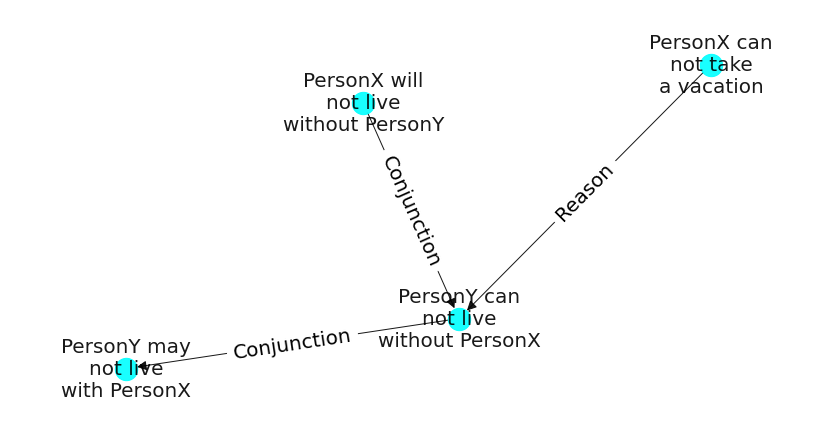 PersonX can
not take
a vacation
PersonX will
not live
without PersonY
Conjunction
Reason
PersonY can
not live
without PersonX
Conjunction
PersonY may
not live
with PersonX